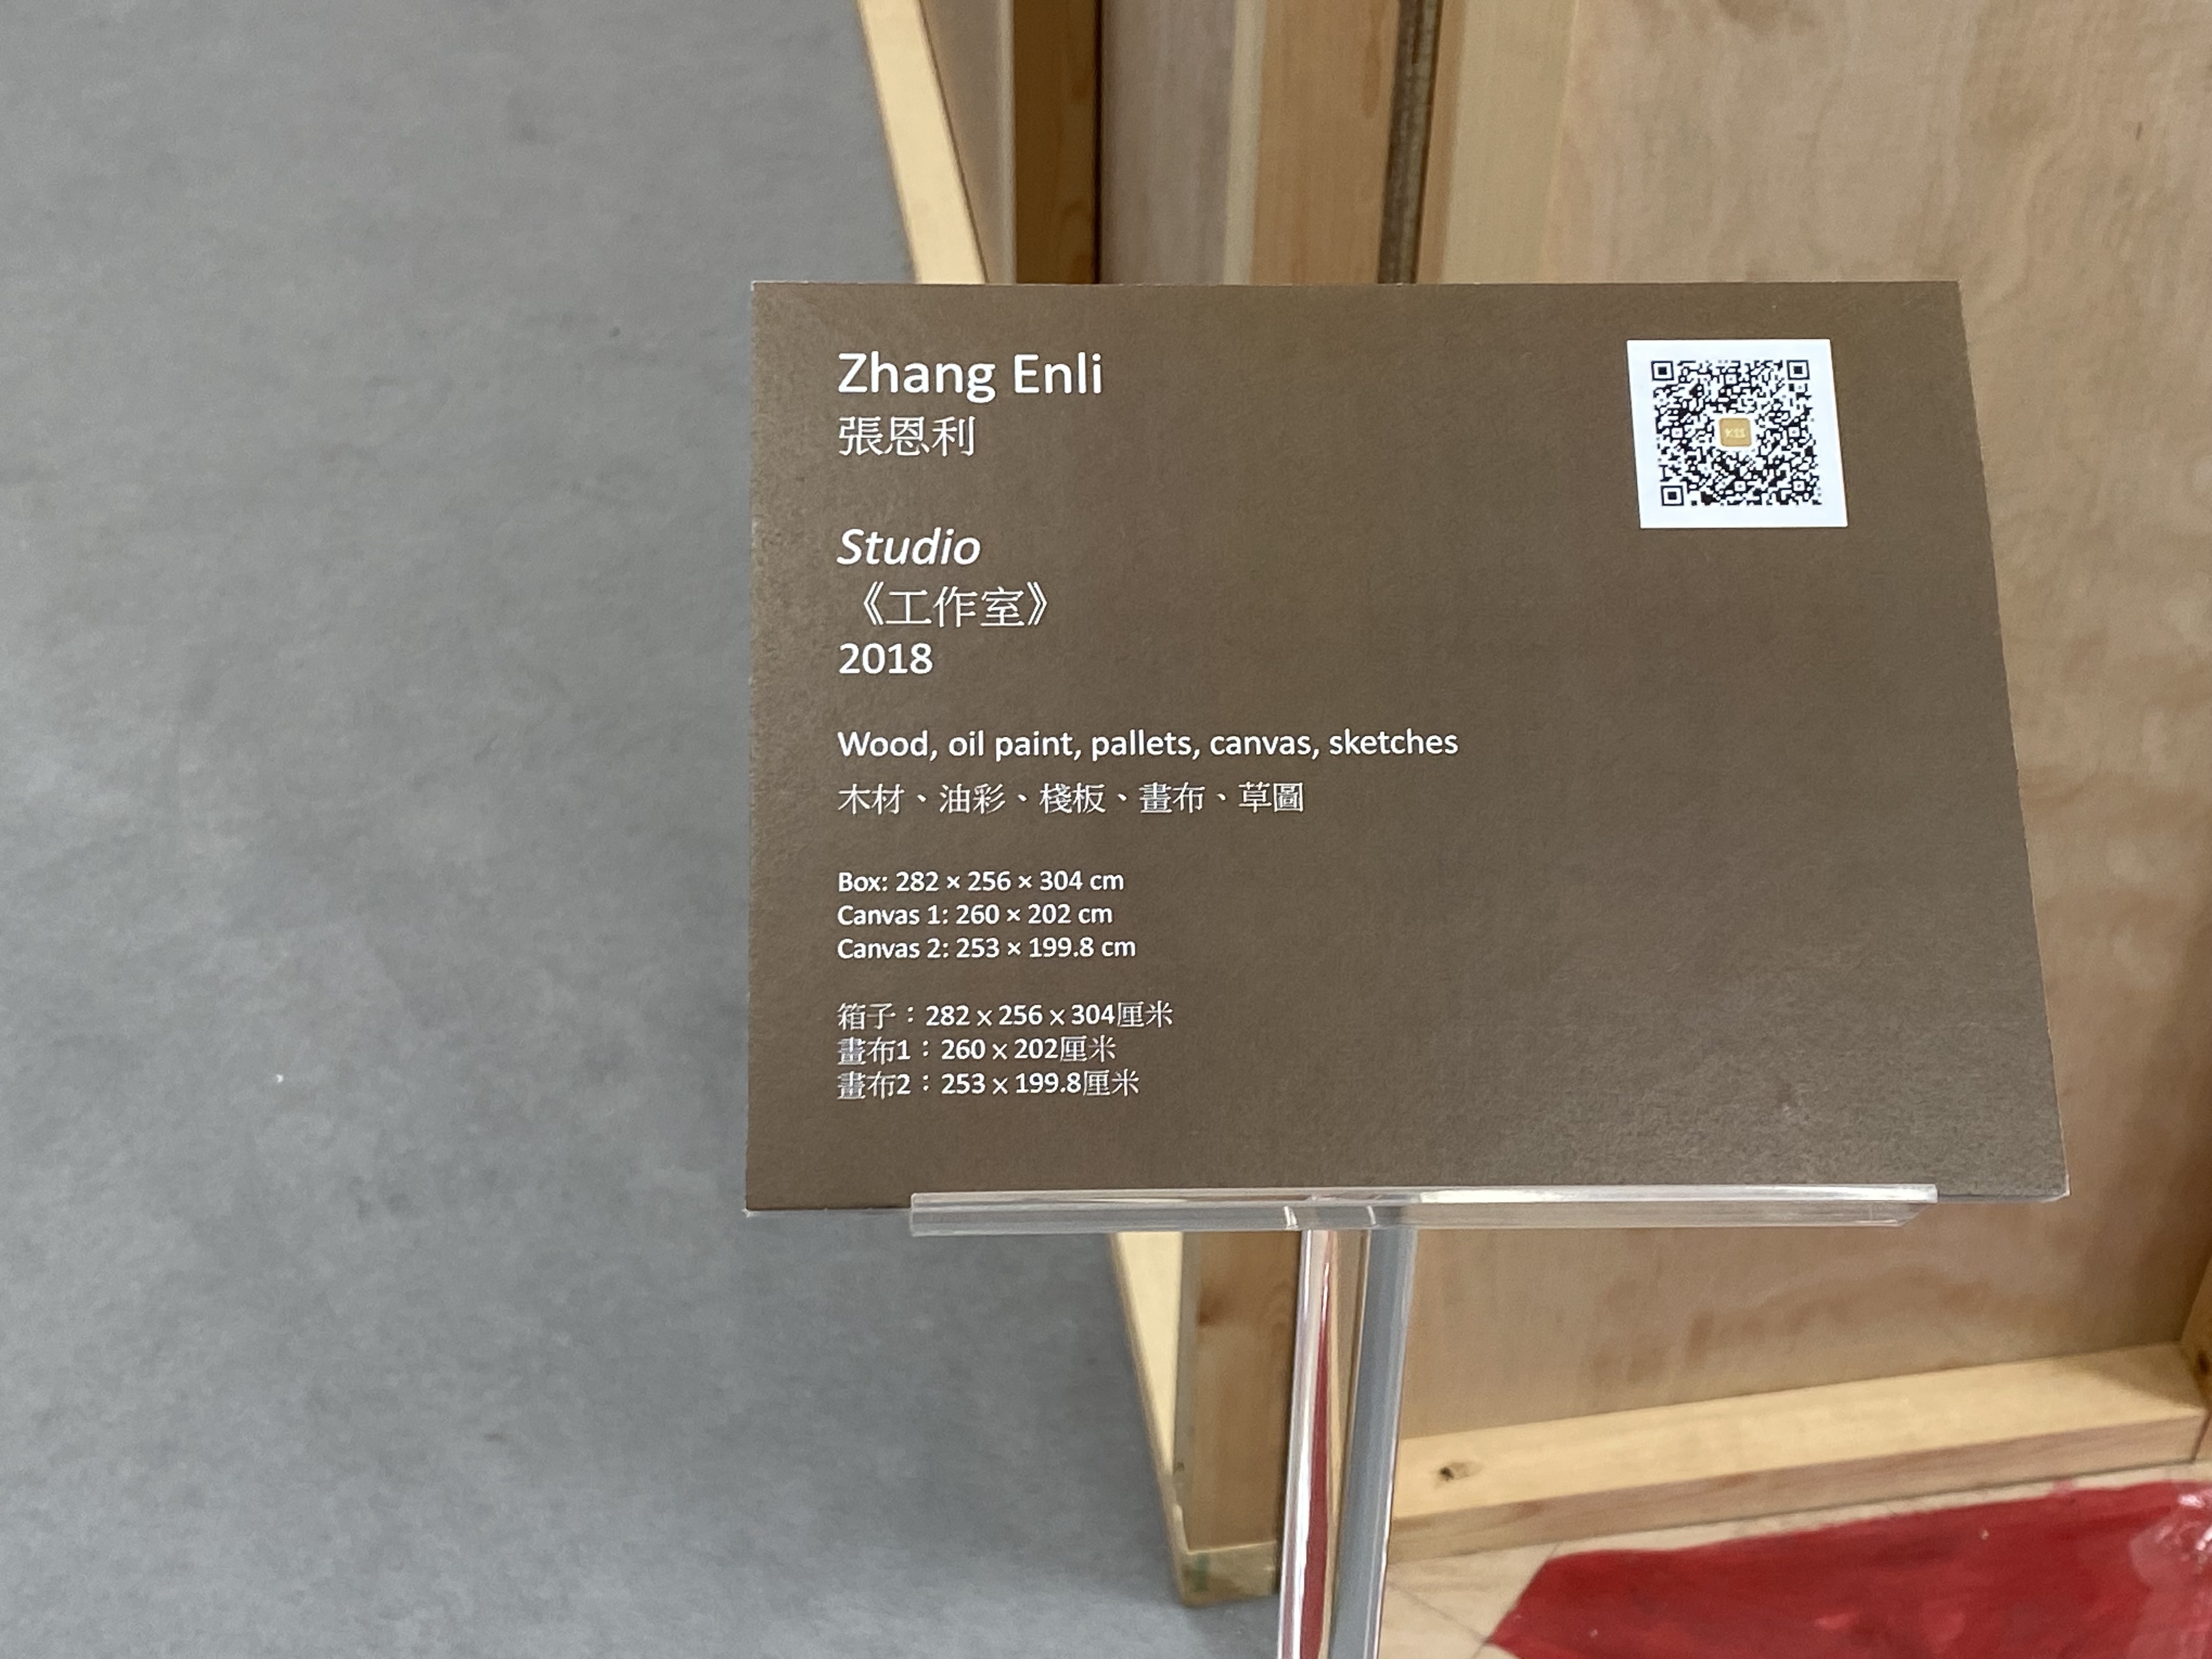 Zhang Enli
張恩利
Studio
《工作室》
2018
Wood, oil paint, pallets, canvas, sketches
木材、油彩、棧板、畫布、草圖
Box: 282 × 256 × 304 cm
Canvas 1: 260 × 202 cm
Canvas 2: 253 × 199.8 cm
箱子：282 x 256 x 304厘米
畫布1：260 x 202厘米
畫布2：253 x 199.8厘米